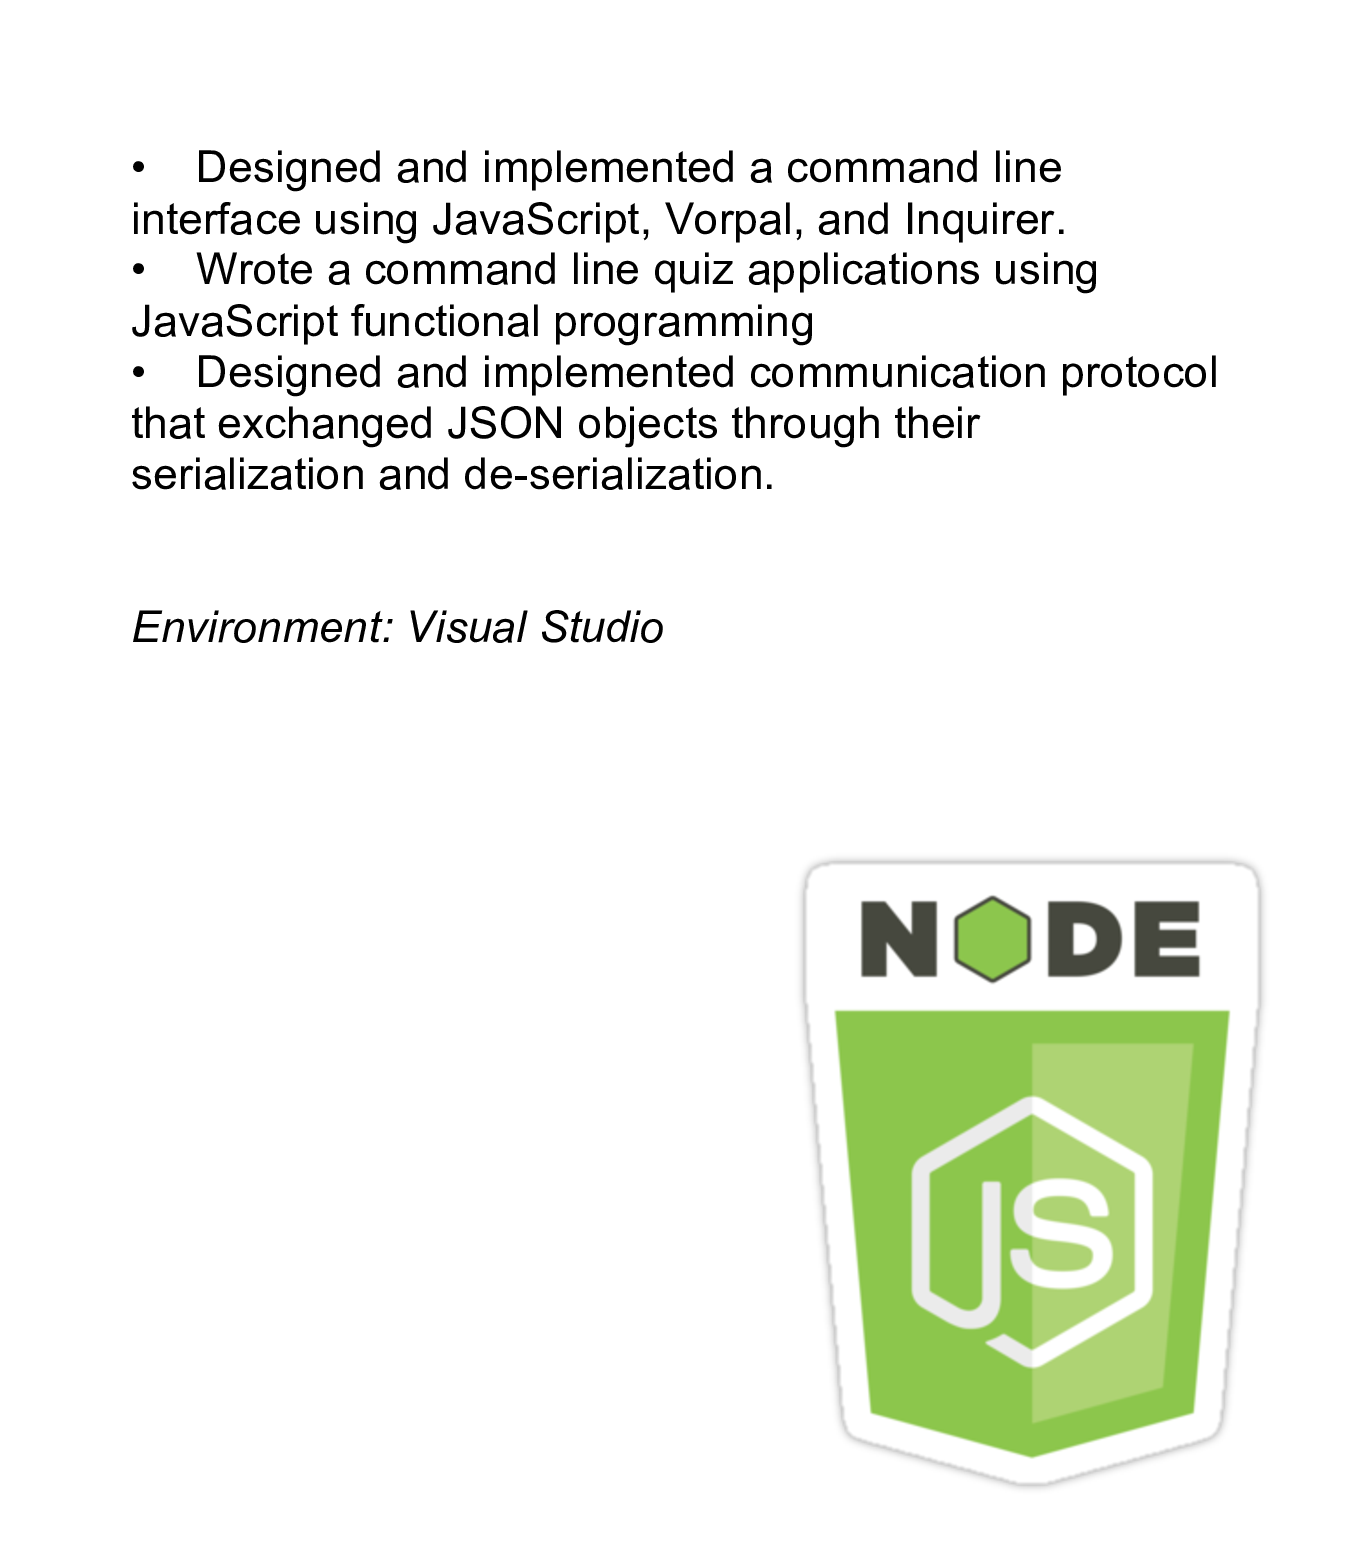 • Designed and implemented a command line
interface using JavaScript, Vorpal, and Inquirer.
• Wrote a command line quiz applications using
JavaScript functional programming
• Designed and implemented communication protocol
that exchanged JSON objects through their
serialization and de-serialization.
Environment: Visual Studio
NODE
JS